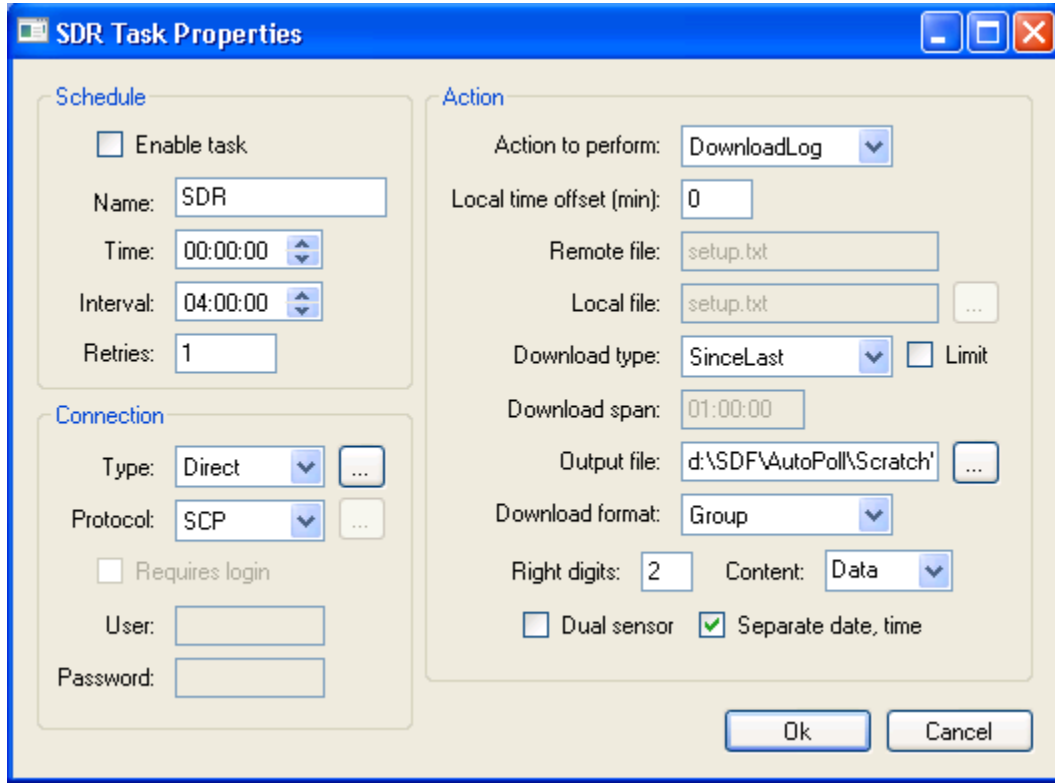 SDR Task Properties
Schedule
Enable task
Name: SDR
Time: 00:00:00
Interval: 04:00:00
Retries: 1
Connection
Type: Direct ...
Protocol: SCP ...
Requires login
User:
Password:
Action
Action to perform: DownloadLog
Local time offset (min): 0
Remote file: setup.txt
Local file: setup.txt ...
Download type: SinceLast Limit
Download span: 01:00:00
Output file: d:\SDF\AutoPoll\Scratch' ...
Download format: Group
Right digits: 2 Content: Data
Dual sensor Separate date, time
Ok Cancel